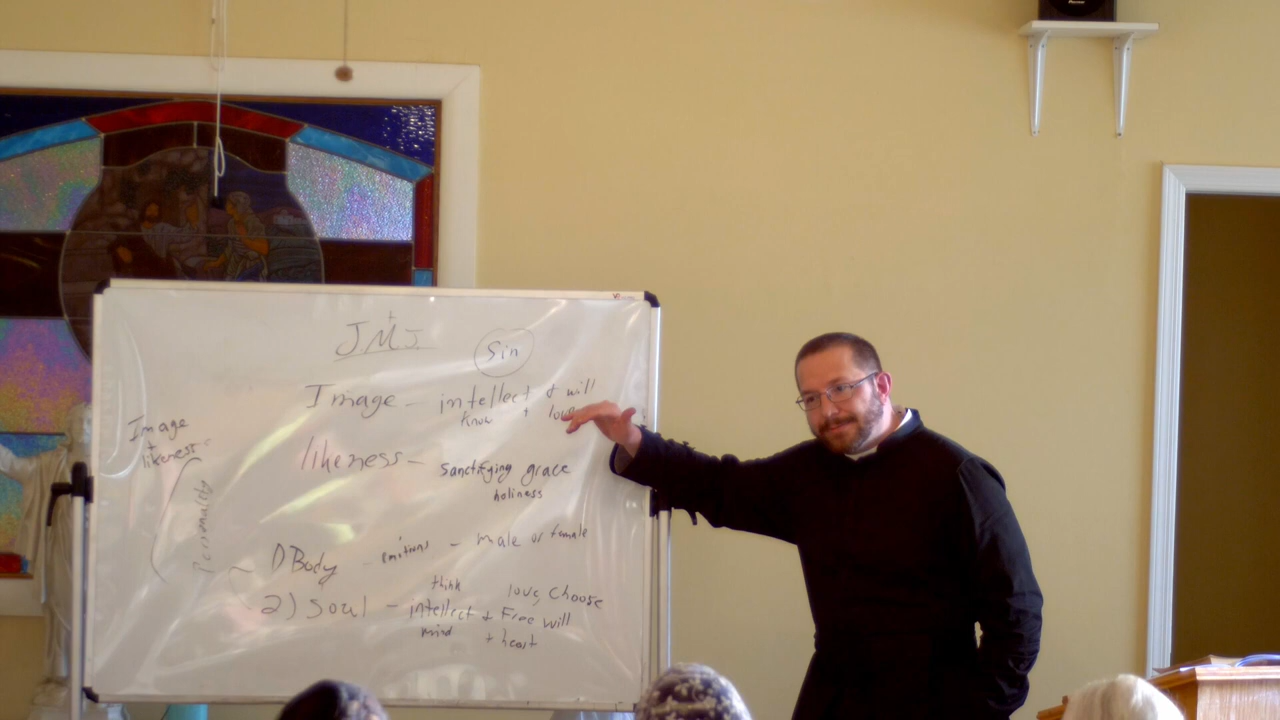 J.M.J.
Sin
Image - intellect & will
know + love
likeness - sanctifying grace
holiness
Image
+
likeness
personality
1) Body - emotions - male or female
think love, choose
2) Soul - intellect & Free will
mind + heart